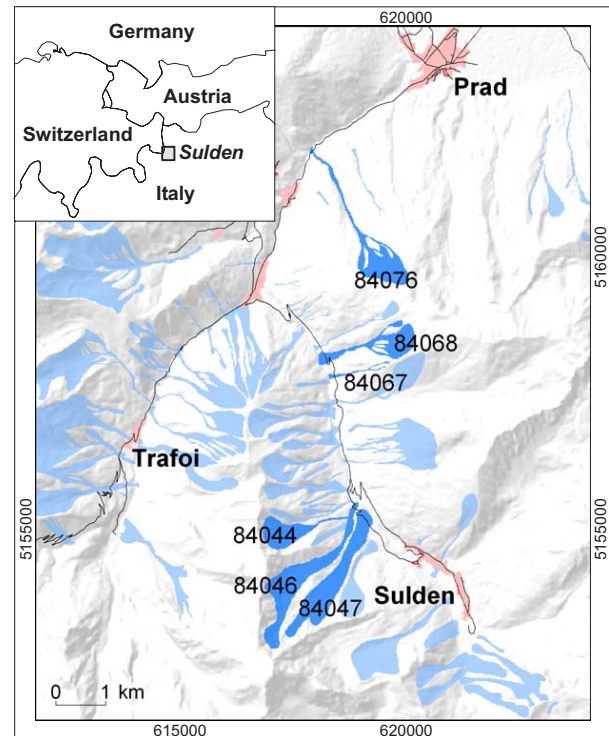 620000
Germany
Prad
Austria
Switzerland
Sulden
Italy
5160000
84076
84068
84067
Trafoi
5155000
5155000
84044
84046
84047
Sulden
0 1 km
615000
620000